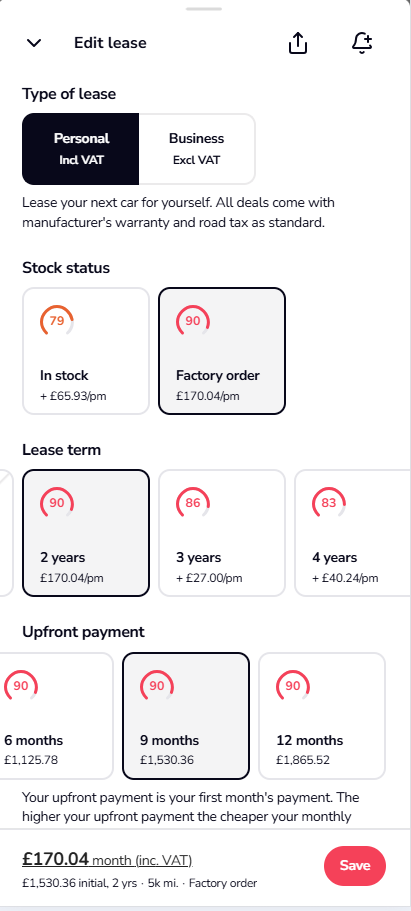 Edit lease
Type of lease
Personal
Incl VAT
Business
Excl VAT
Lease your next car for yourself. All deals come with
manufacturer's warranty and road tax as standard.
Stock status
79
In stock
+ £65.93/pm
90
Factory order
£170.04/pm
Lease term
90
2 years
£170.04/pm
86
3 years
+ £27.00/pm
83
4 years
+ £40.24/pm
Upfront payment
90
6 months
£1,125.78
90
9 months
£1,530.36
90
12 months
£1,865.52
Your upfront payment is your first month's payment. The
higher your upfront payment the cheaper your monthly
£170.04 month (inc. VAT)
£1,530.36 initial, 2 yrs · 5k mi. · Factory order
Save